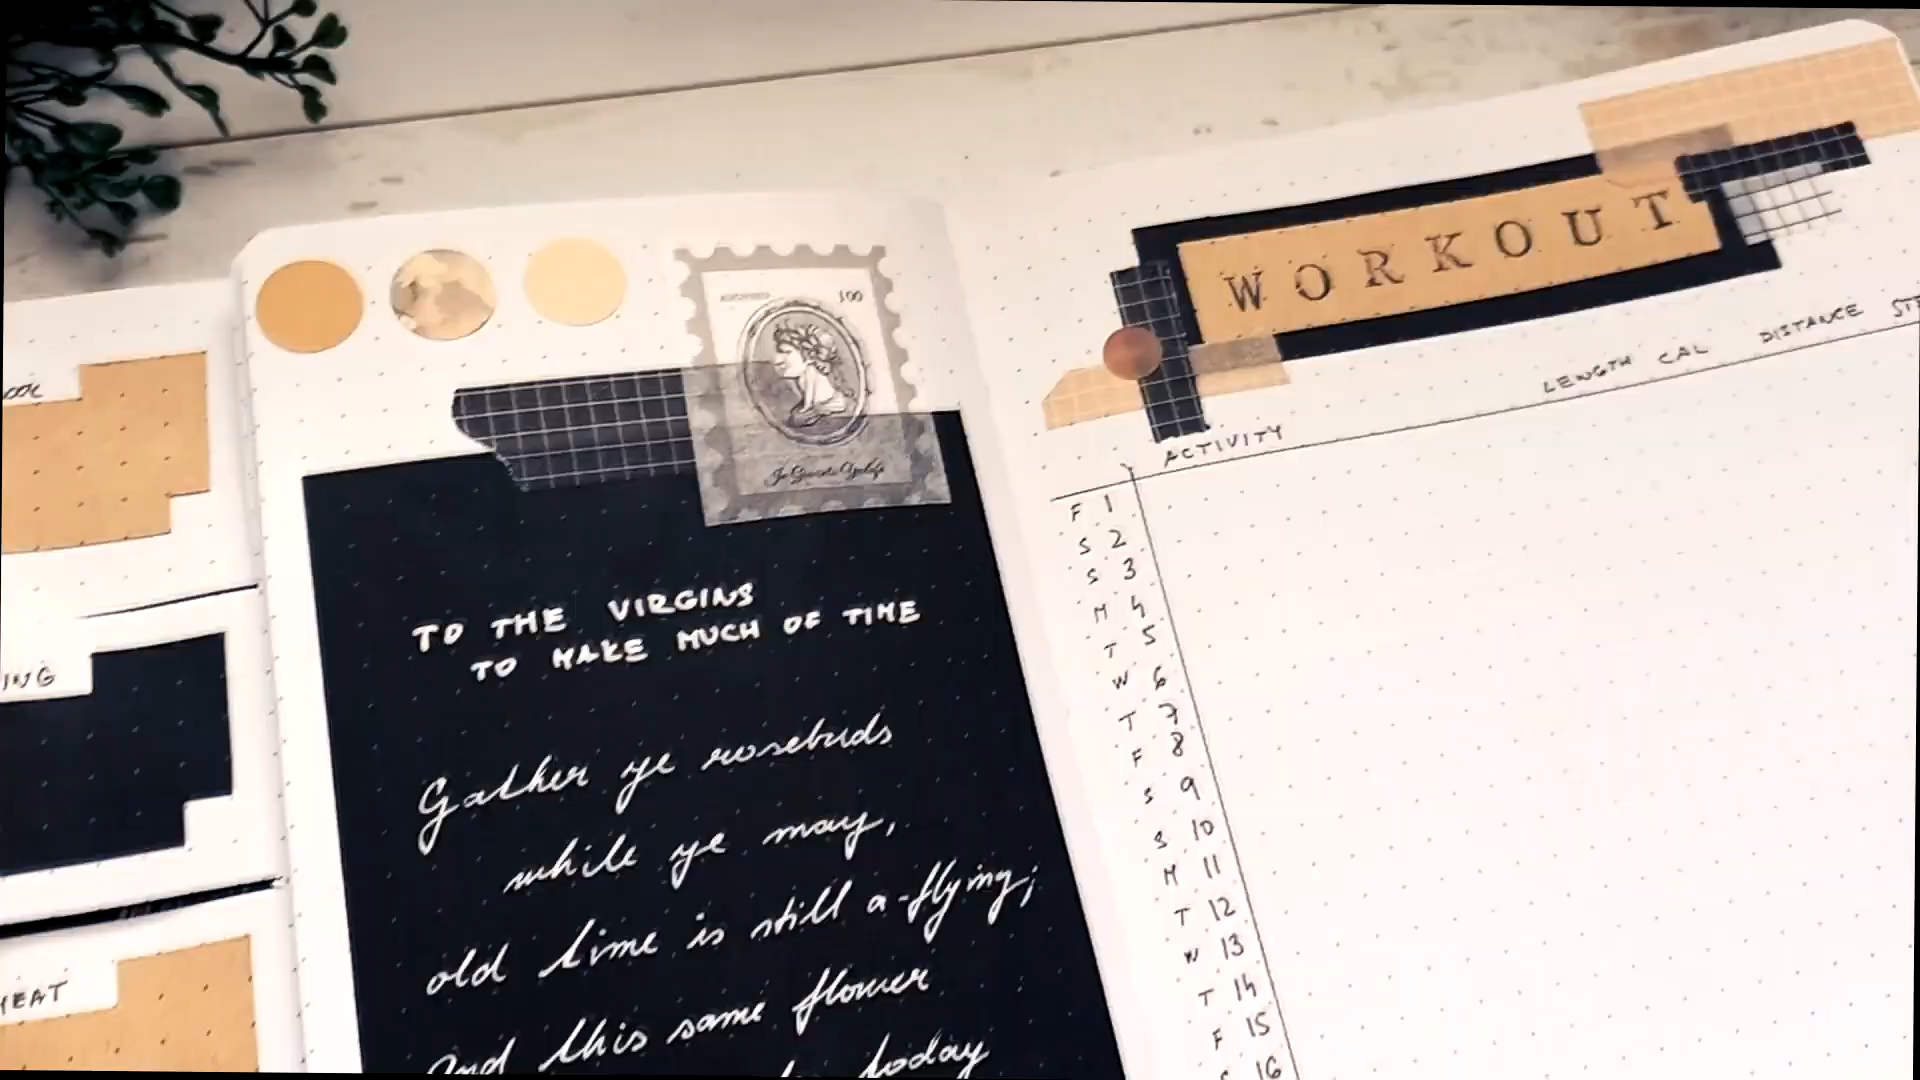 ING
100
TO THE VIRGINS
TO MAKE MUCH OF TIME
Gather ye rosebuds
while ye may,
old time is still a-flying;
And this same flower
today
WORKOUT
ACTIVITY LENGTH CAL DISTANCE
F 1
S 2
S 3
M 4
T 5
W 6
T 7
F 8
S 9
S 10
M 11
T 12
W 13
T 14
F 15
S 16